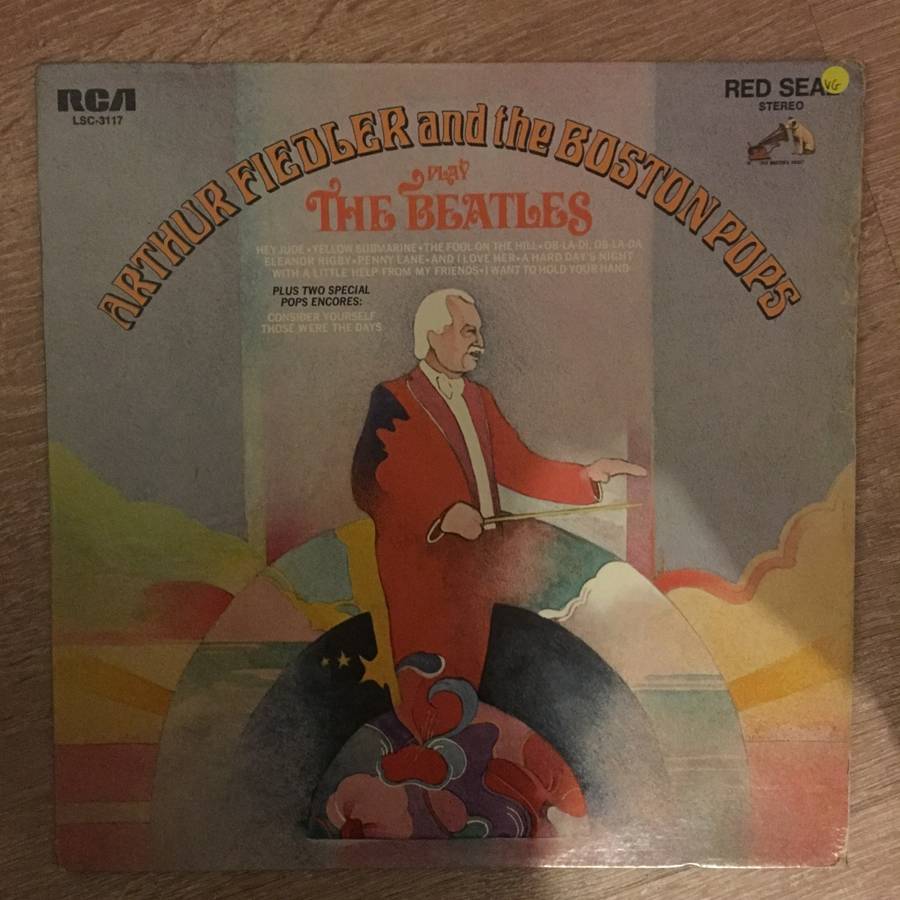 RCA
LSC-3117
RED SEAL
VG
STEREO
"HIS MASTER'S VOICE"
ARTHUR FIEDLER and the BOSTON POPS
PLAY
THE BEATLES
HEY JUDE • YELLOW SUBMARINE • THE FOOL ON THE HILL • OB-LA-DI, OB-LA-DA
ELEANOR RIGBY • PENNY LANE • AND I LOVE HER • A HARD DAY'S NIGHT
WITH A LITTLE HELP FROM MY FRIENDS • I WANT TO HOLD YOUR HAND
PLUS TWO SPECIAL
POPS ENCORES:
CONSIDER YOURSELF
THOSE WERE THE DAYS